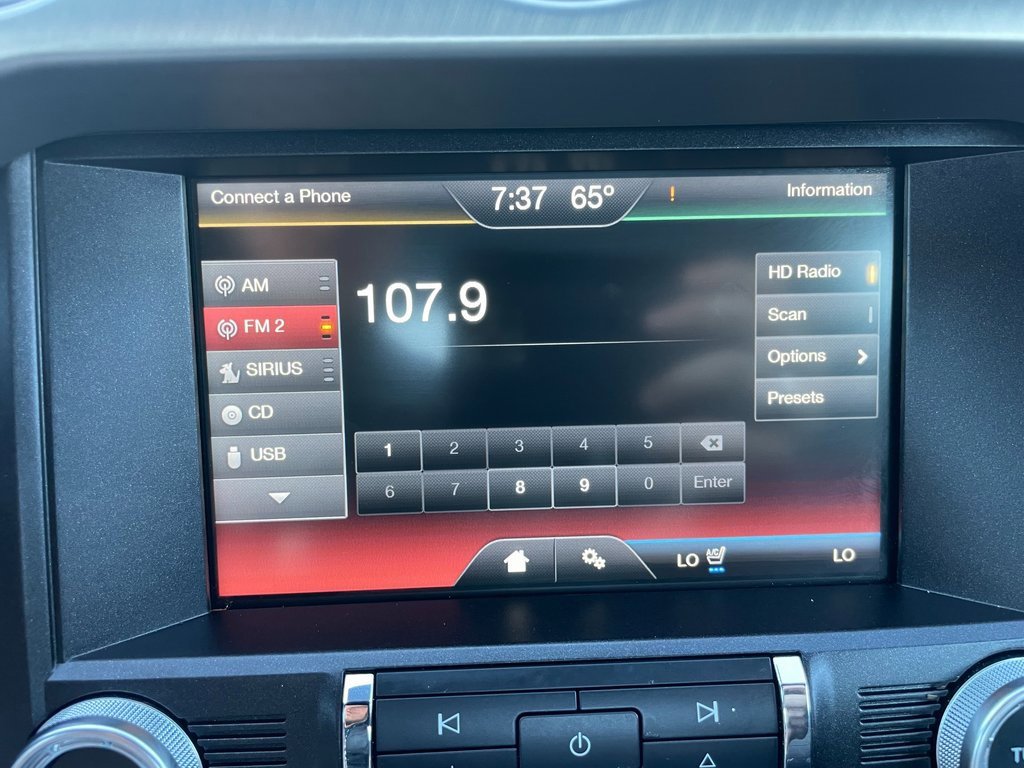 Connect a Phone
7:37 65°
!
Information
AM
FM 2
SIRIUS
CD
USB
107.9
HD Radio
Scan
Options
Presets
1 2 3 4 5
6 7 8 9 0 Enter
LO A/C LO